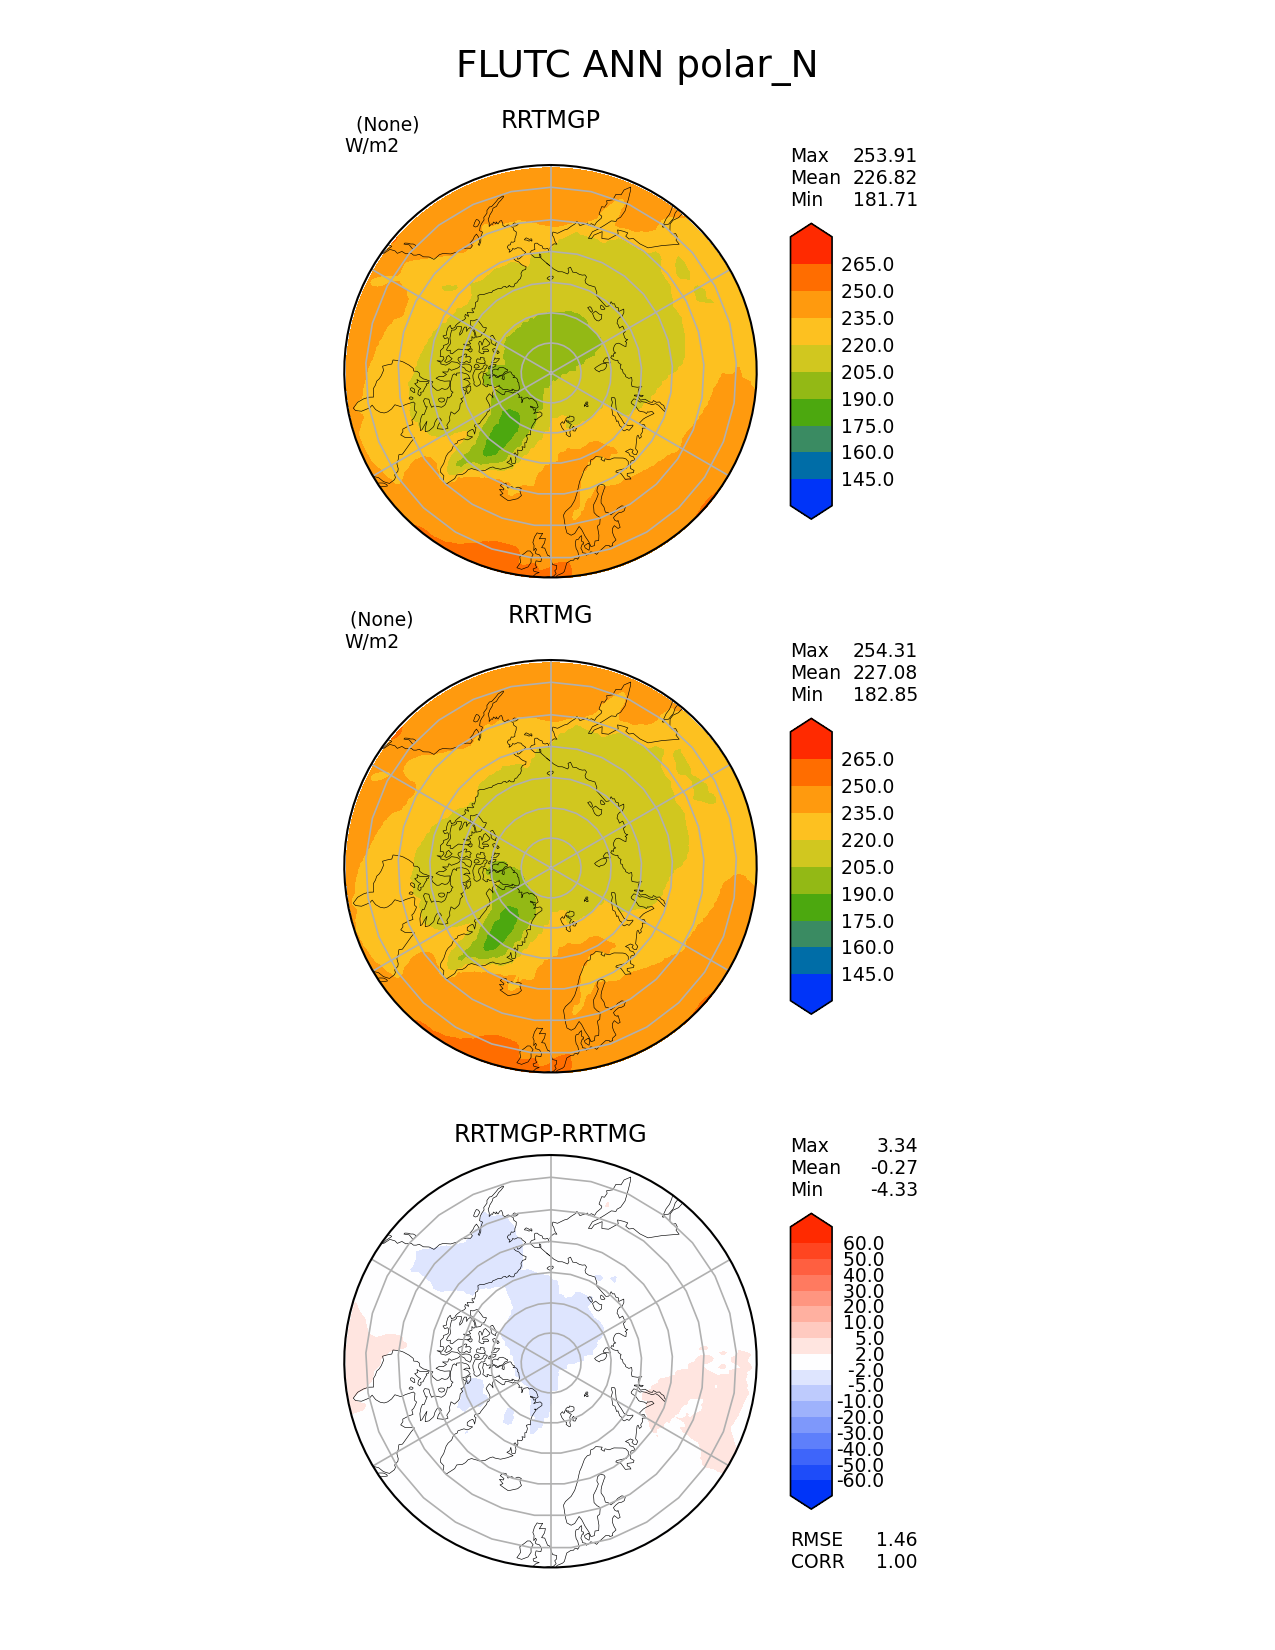 FLUTC ANN polar_N
(None)
RRTMGP
W/m2
Max 253.91
Mean 226.82
Min 181.71
265.0
250.0
235.0
220.0
205.0
190.0
175.0
160.0
145.0
(None)
RRTMG
W/m2
Max 254.31
Mean 227.08
Min 182.85
265.0
250.0
235.0
220.0
205.0
190.0
175.0
160.0
145.0
RRTMGP-RRTMG
Max 3.34
Mean -0.27
Min -4.33
60.0
50.0
40.0
30.0
20.0
10.0
5.0
2.0
-2.0
-5.0
-10.0
-20.0
-30.0
-40.0
-50.0
-60.0
RMSE 1.46
CORR 1.00